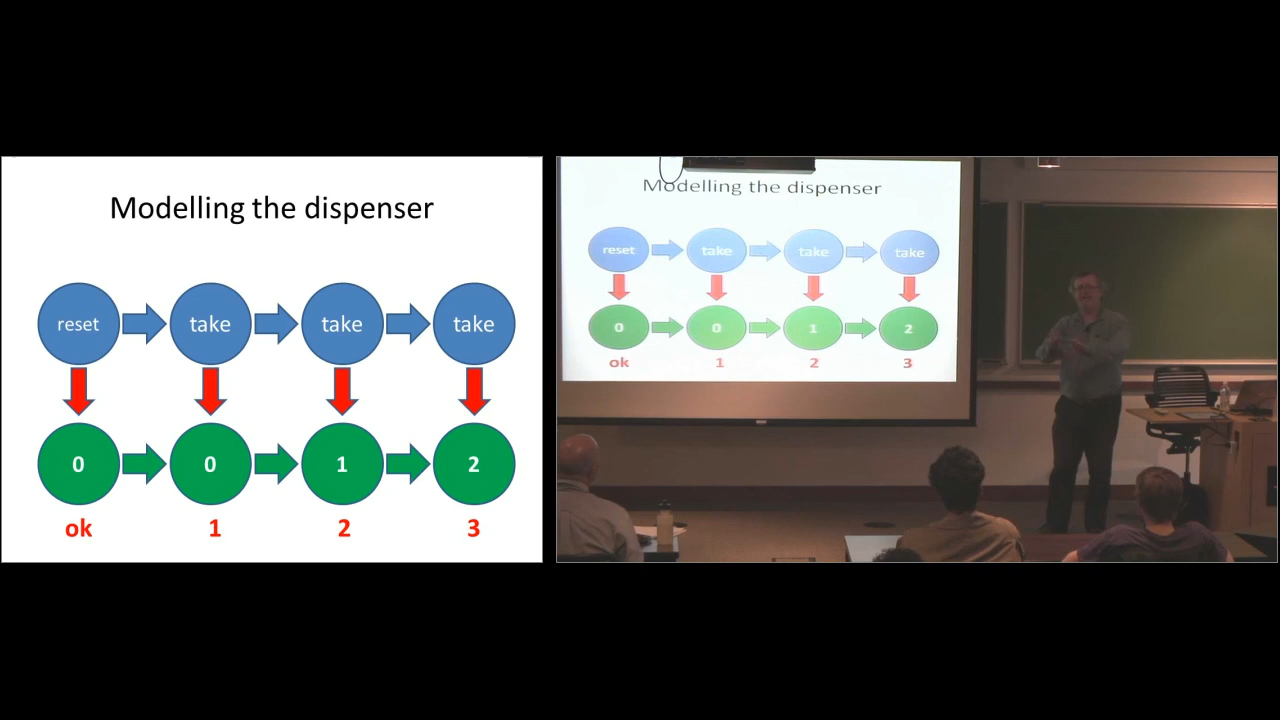 Modelling the dispenser
reset take take take
0 0 1 2
ok 1 2 3
Modelling the dispenser
reset take take take
0 0 1 2
ok 1 2 3